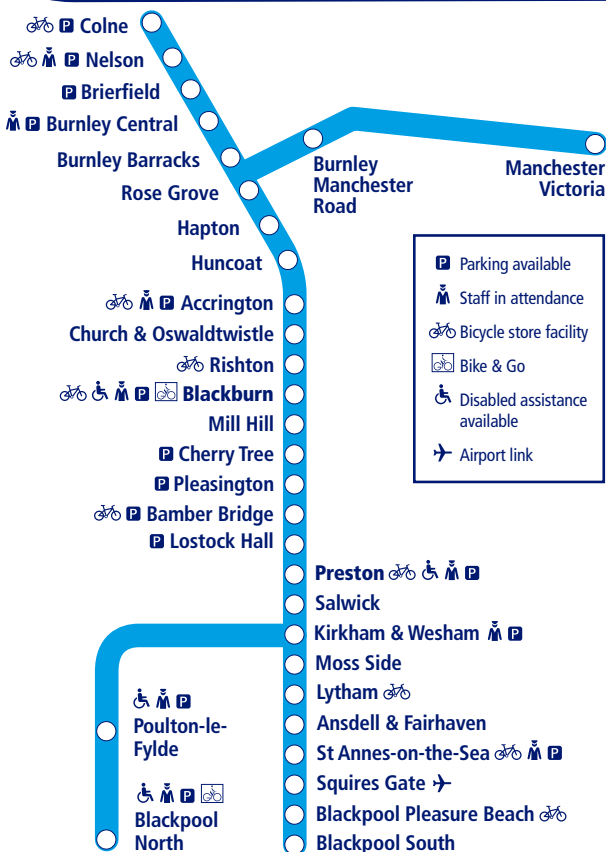 Colne
Nelson
Brierfield
Burnley Central
Burnley Barracks
Rose Grove
Hapton
Huncoat
Burnley
Manchester
Road
Manchester
Victoria
P Parking available
Staff in attendance
Bicycle store facility
Bike & Go
Disabled assistance
available
Airport link
Accrington
Church & Oswaldtwistle
Rishton
Blackburn
Mill Hill
Cherry Tree
Pleasington
Bamber Bridge
Lostock Hall
Preston
Salwick
Kirkham & Wesham
Moss Side
Lytham
Ansdell & Fairhaven
St Annes-on-the-Sea
Squires Gate
Blackpool Pleasure Beach
Blackpool South
Poulton-le-
Fylde
Blackpool
North